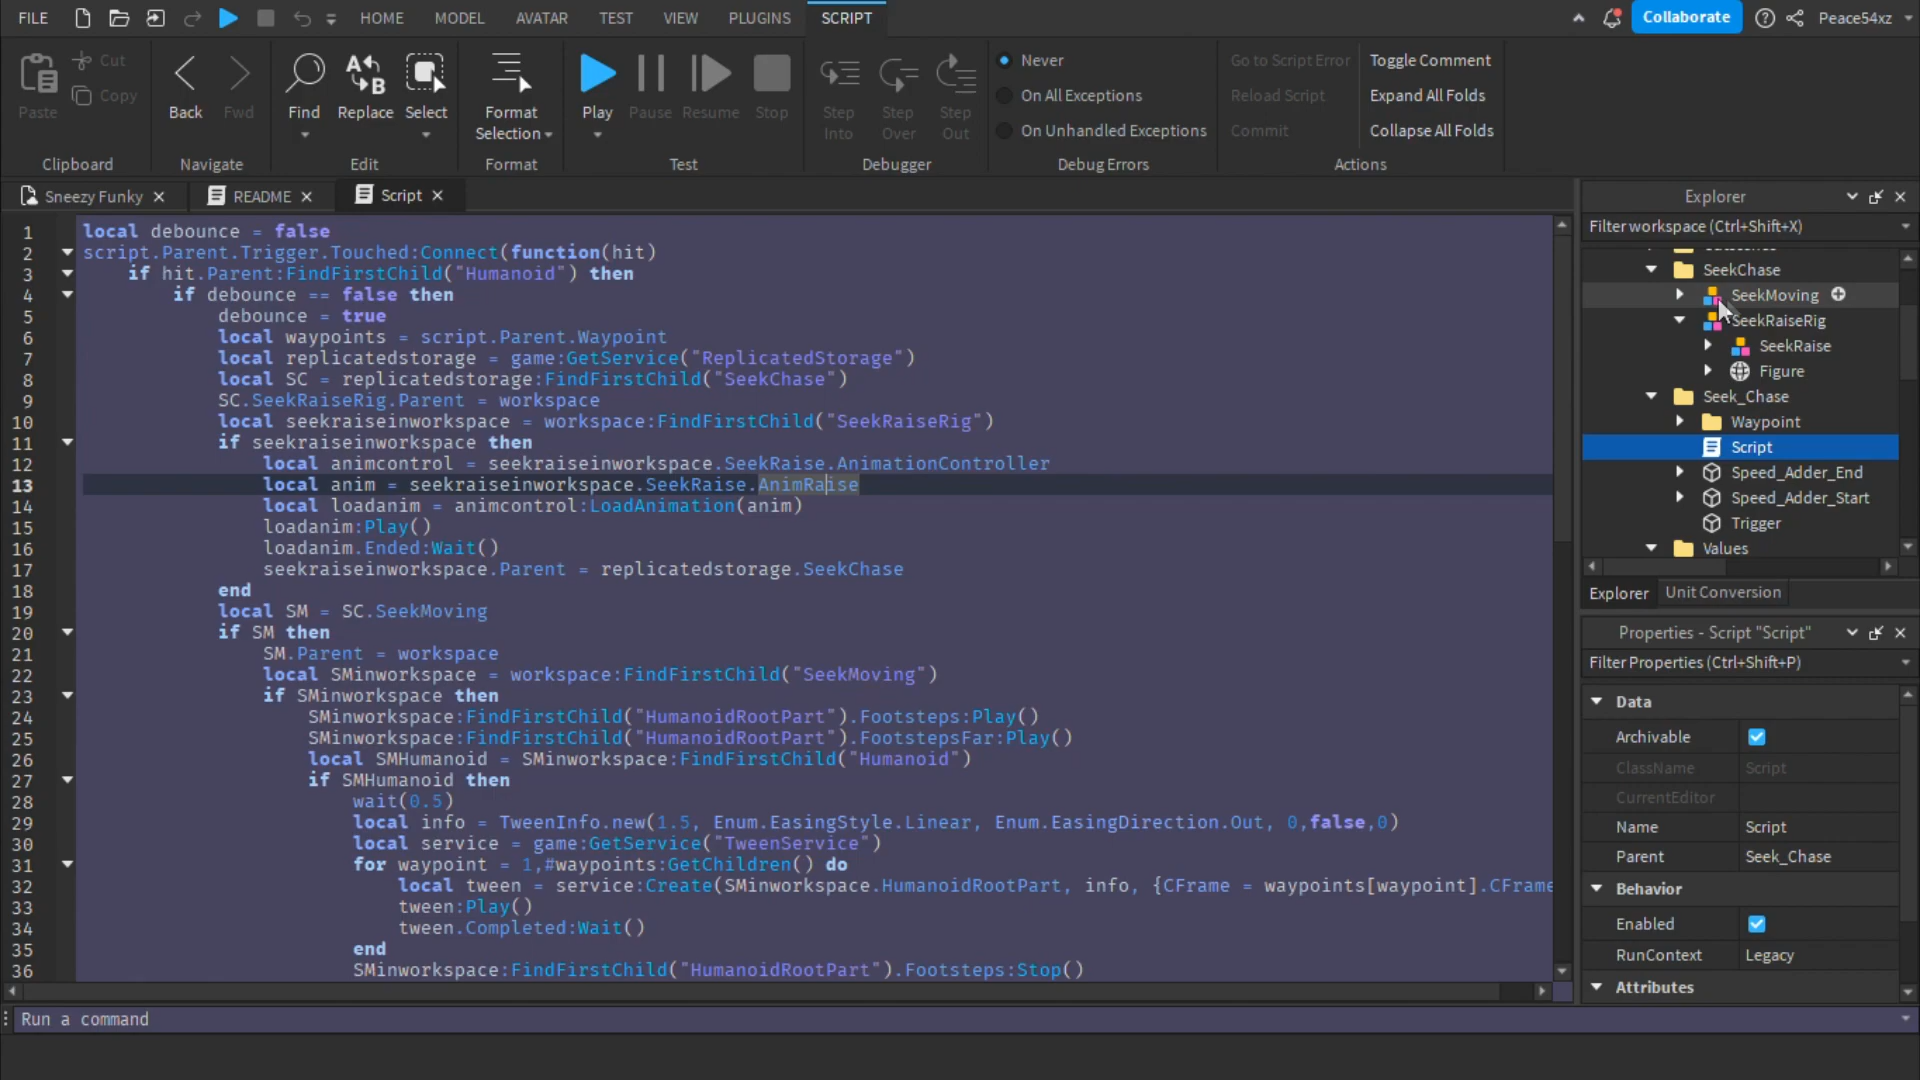 FILE HOME MODEL AVATAR TEST VIEW PLUGINS SCRIPT Collaborate Peace54xz
Paste Cut Copy
Back Fwd
Find Replace Select
Format Selection
Play Pause Resume Stop
Step Into Step Over Step Out
Never
On All Exceptions
On Unhandled Exceptions
Go to Script Error
Reload Script
Commit
Toggle Comment
Expand All Folds
Collapse All Folds
Clipboard Navigate Edit Format Test Debugger Debug Errors Actions
Sneezy Funky README Script
1 local debounce = false
2 script.Parent.Trigger.Touched:Connect(function(hit)
3 if hit.Parent:FindFirstChild("Humanoid") then
4 if debounce == false then
5 debounce = true
6 local waypoints = script.Parent.Waypoint
7 local replicatedstorage = game:GetService("ReplicatedStorage")
8 local SC = replicatedstorage:FindFirstChild("SeekChase")
9 SC.SeekRaiseRig.Parent = workspace
10 local seekraiseinworkspace = workspace:FindFirstChild("SeekRaiseRig")
11 if seekraiseinworkspace then
12 local animcontrol = seekraiseinworkspace.SeekRaise.AnimationController
13 local anim = seekraiseinworkspace.SeekRaise.AnimRaise
14 local loadanim = animcontrol:LoadAnimation(anim)
15 loadanim:Play()
16 loadanim.Ended:Wait()
17 seekraiseinworkspace.Parent = replicatedstorage.SeekChase
18 end
19 local SM = SC.SeekMoving
20 if SM then
21 SM.Parent = workspace
22 local SMinworkspace = workspace:FindFirstChild("SeekMoving")
23 if SMinworkspace then
24 SMinworkspace:FindFirstChild("HumanoidRootPart").Footsteps:Play()
25 SMinworkspace:FindFirstChild("HumanoidRootPart").FootstepsFar:Play()
26 local SMHumanoid = SMinworkspace:FindFirstChild("Humanoid")
27 if SMHumanoid then
28 wait(0.5)
29 local info = TweenInfo.new(1.5, Enum.EasingStyle.Linear, Enum.EasingDirection.Out, 0,false,0)
30 local service = game:GetService("TweenService")
31 for waypoint = 1,#waypoints:GetChildren() do
32 local tween = service:Create(SMinworkspace.HumanoidRootPart, info, {CFrame = waypoints[waypoint].CFrame
33 tween:Play()
34 tween.Completed:Wait()
35 end
36 SMinworkspace:FindFirstChild("HumanoidRootPart").Footsteps:Stop()
Run a command
Explorer
Filter workspace (Ctrl+Shift+X)
SeekChase
SeekMoving
SeekRaiseRig
SeekRaise
Figure
Seek_Chase
Waypoint
Script
Speed_Adder_End
Speed_Adder_Start
Trigger
Values
Explorer Unit Conversion
Properties - Script "Script"
Filter Properties (Ctrl+Shift+P)
Data
Archivable
ClassName Script
CurrentEditor
Name Script
Parent Seek_Chase
Behavior
Enabled
RunContext Legacy
Attributes